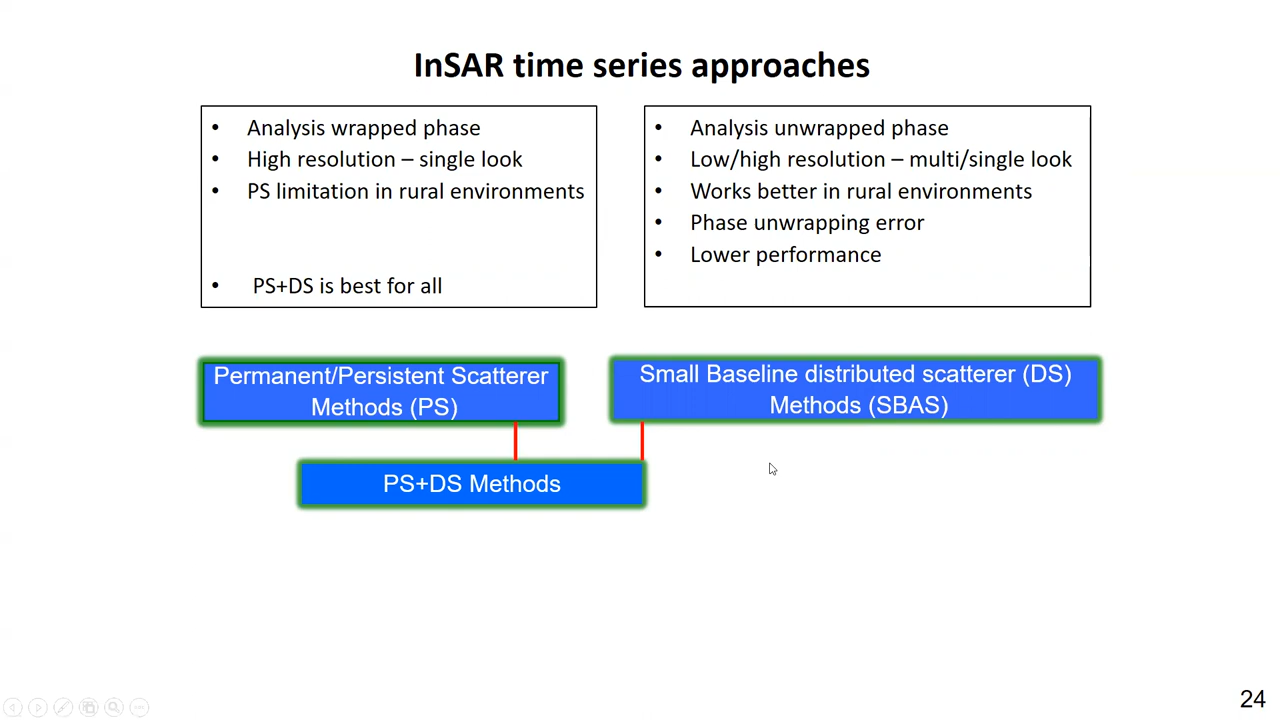 InSAR time series approaches
• Analysis wrapped phase
• High resolution – single look
• PS limitation in rural environments
• PS+DS is best for all
• Analysis unwrapped phase
• Low/high resolution – multi/single look
• Works better in rural environments
• Phase unwrapping error
• Lower performance
Permanent/Persistent Scatterer
Methods (PS)
Small Baseline distributed scatterer (DS)
Methods (SBAS)
PS+DS Methods
24